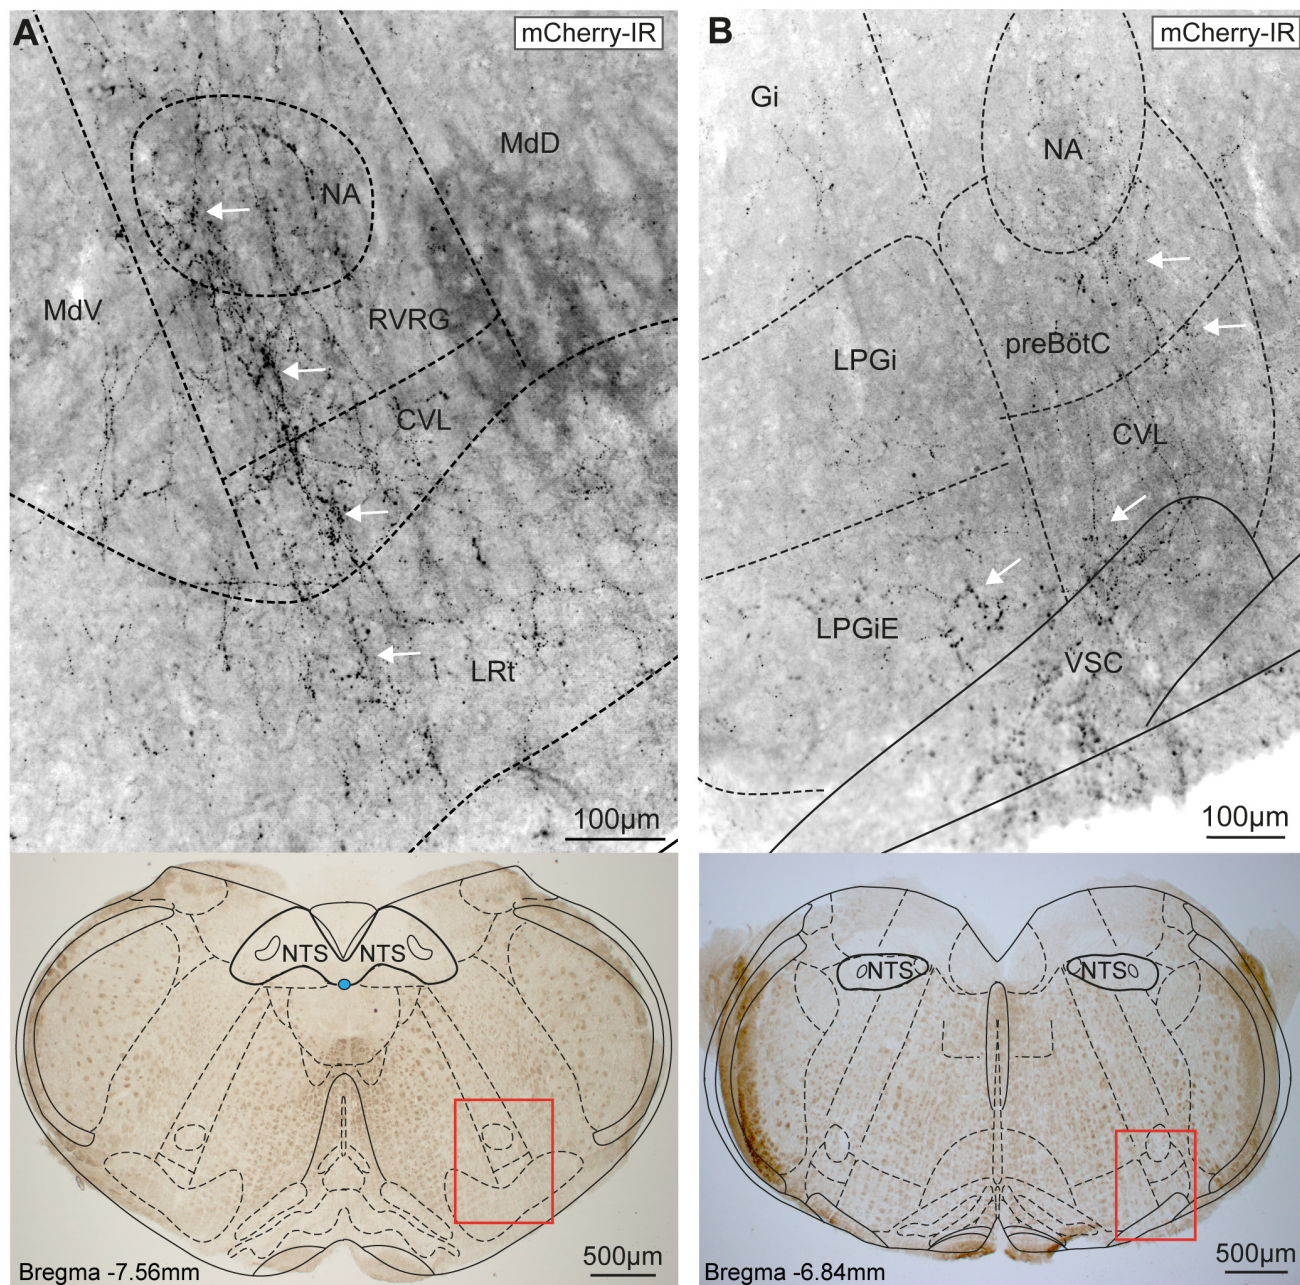 A
mCherry-IR
MdD
NA
MdV
RVRG
CVL
LRt
100µm
B
mCherry-IR
Gi
NA
LPGi
preBötC
CVL
LPGiE
VSC
100µm
NTS NTS
Bregma -7.56mm
500µm
NTS NTS
Bregma -6.84mm
500µm